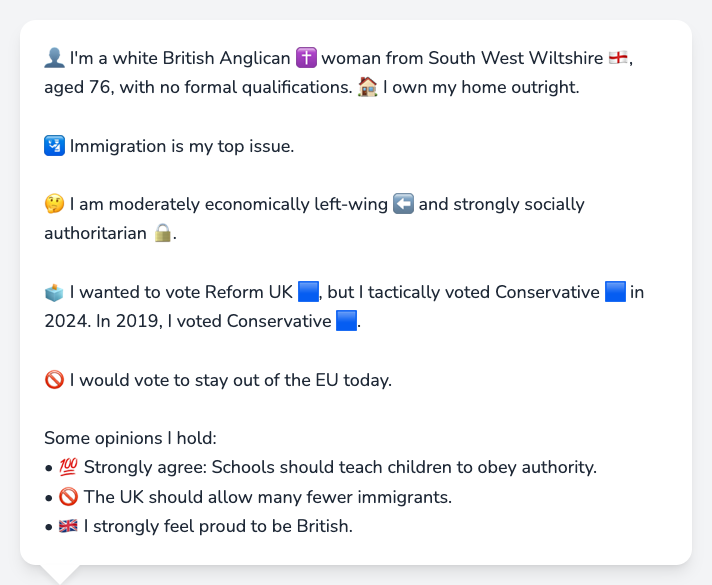 👤 I'm a white British Anglican ✝️ woman from South West Wiltshire 🏴󠁧󠁢󠁥󠁮󠁧󠁿,
aged 76, with no formal qualifications. 🏠 I own my home outright.
🛂 Immigration is my top issue.
🤔 I am moderately economically left-wing ⬅️ and strongly socially
authoritarian 🔒.
🗳️ I wanted to vote Reform UK 🟦, but I tactically voted Conservative 🟦 in
2024. In 2019, I voted Conservative 🟦.
🚫 I would vote to stay out of the EU today.
Some opinions I hold:
• 💯 Strongly agree: Schools should teach children to obey authority.
• 🚫 The UK should allow many fewer immigrants.
• 🇬🇧 I strongly feel proud to be British.